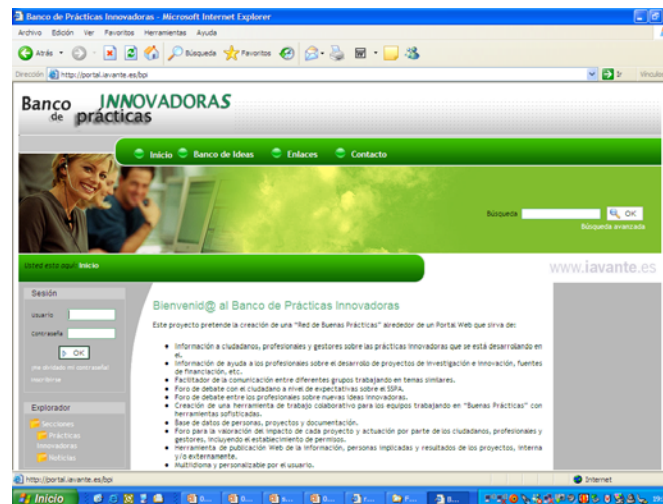 Banco de Prácticas Innovadoras - Microsoft Internet Explorer
Archivo Edición Ver Favoritos Herramientas Ayuda
Atrás Búsqueda Favoritos
Dirección http://portal.iavante.es/bpi Ir Vínculos
Banco INNOVADORAS
de prácticas
Inicio Banco de Ideas Enlaces Contacto
Búsqueda OK
Búsqueda avanzada
Usted está aquí: Inicio
www.iavante.es
Sesión
Usuario
Contraseña
OK
¡He olvidado mi contraseña!
Inscribirse
Explorador
Secciones
Prácticas
Innovadoras
Noticias
Bienvenid@ al Banco de Prácticas Innovadoras
Este proyecto pretende la creación de una "Red de Buenas Prácticas" alrededor de un Portal Web que sirva de:
Información a ciudadanos, profesionales y gestores sobre las prácticas innovadoras que se está desarrollando en
el.
Información de ayuda a los profesionales sobre el desarrollo de proyectos de investigación e innovación, fuentes
de financiación, etc.
Facilitador de la comunicación entre diferentes grupos trabajando en temas similares.
Foro de debate con el ciudadano a nivel de expectativas sobre el SSPA.
Foro de debate entre los profesionales sobre nuevas ideas innovadoras.
Creación de una herramienta de trabajo colaborativo para los equipos trabajando en "Buenas Prácticas" con
herramientas sofisticadas.
Base de datos de personas, proyectos y documentación.
Foro para la valoración del impacto de cada proyecto y actuación por parte de los ciudadanos, profesionales y
gestores, incluyendo el establecimiento de permisos.
Herramienta de publicación Web de la información, personas implicadas y resultados de los proyectos, interna
y/o externamente.
Multiidioma y personalizable por el usuario.
http://portal.iavante.es/bpi Internet
Inicio